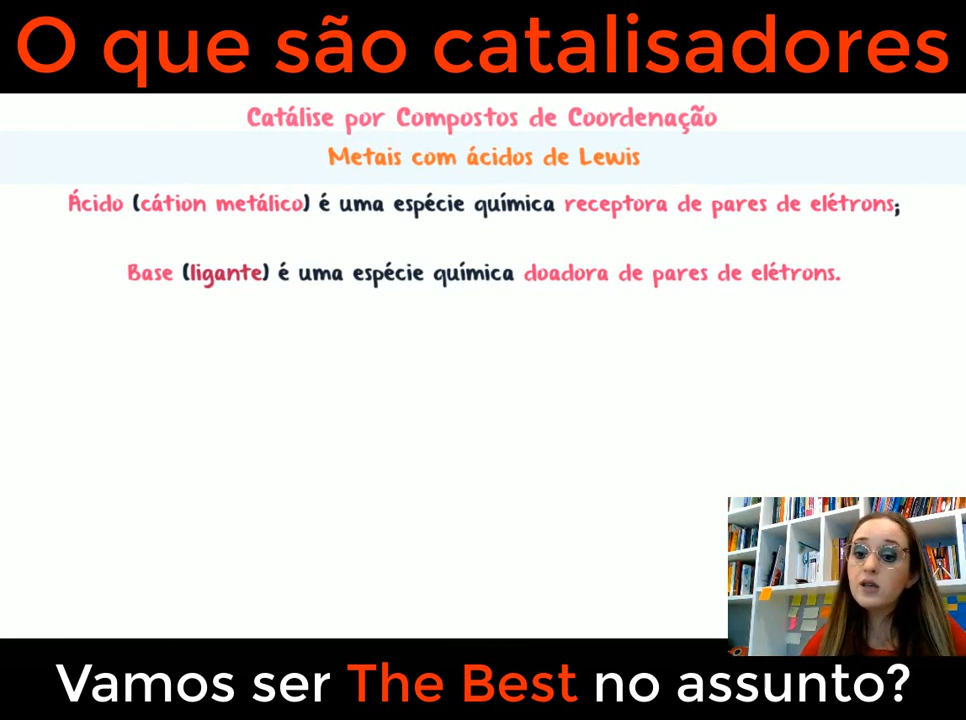 O que são catalisadores
Catálise por Compostos de Coordenação
Metais com ácidos de Lewis
Ácido (cátion metálico) é uma espécie química receptora de pares de elétrons;
Base (ligante) é uma espécie química doadora de pares de elétrons.
Vamos ser The Best no assunto?